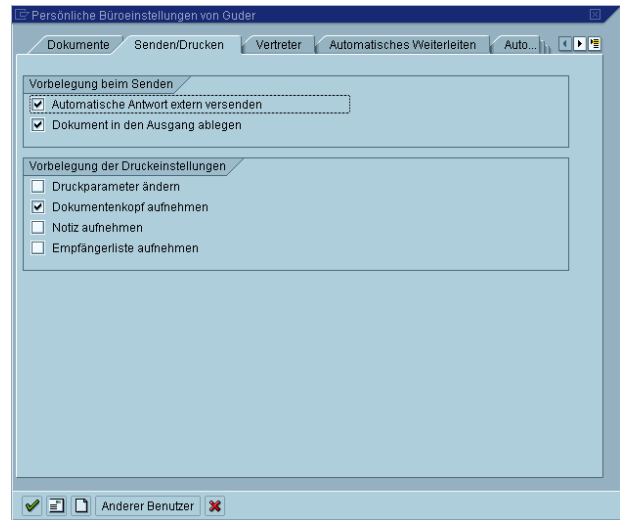 Persönliche Büroeinstellungen von Guder
Dokumente Senden/Drucken Vertreter Automatisches Weiterleiten Auto...
Vorbelegung beim Senden
Automatische Antwort extern versenden
Dokument in den Ausgang ablegen
Vorbelegung der Druckeinstellungen
Druckparameter ändern
Dokumentenkopf aufnehmen
Notiz aufnehmen
Empfängerliste aufnehmen
Anderer Benutzer